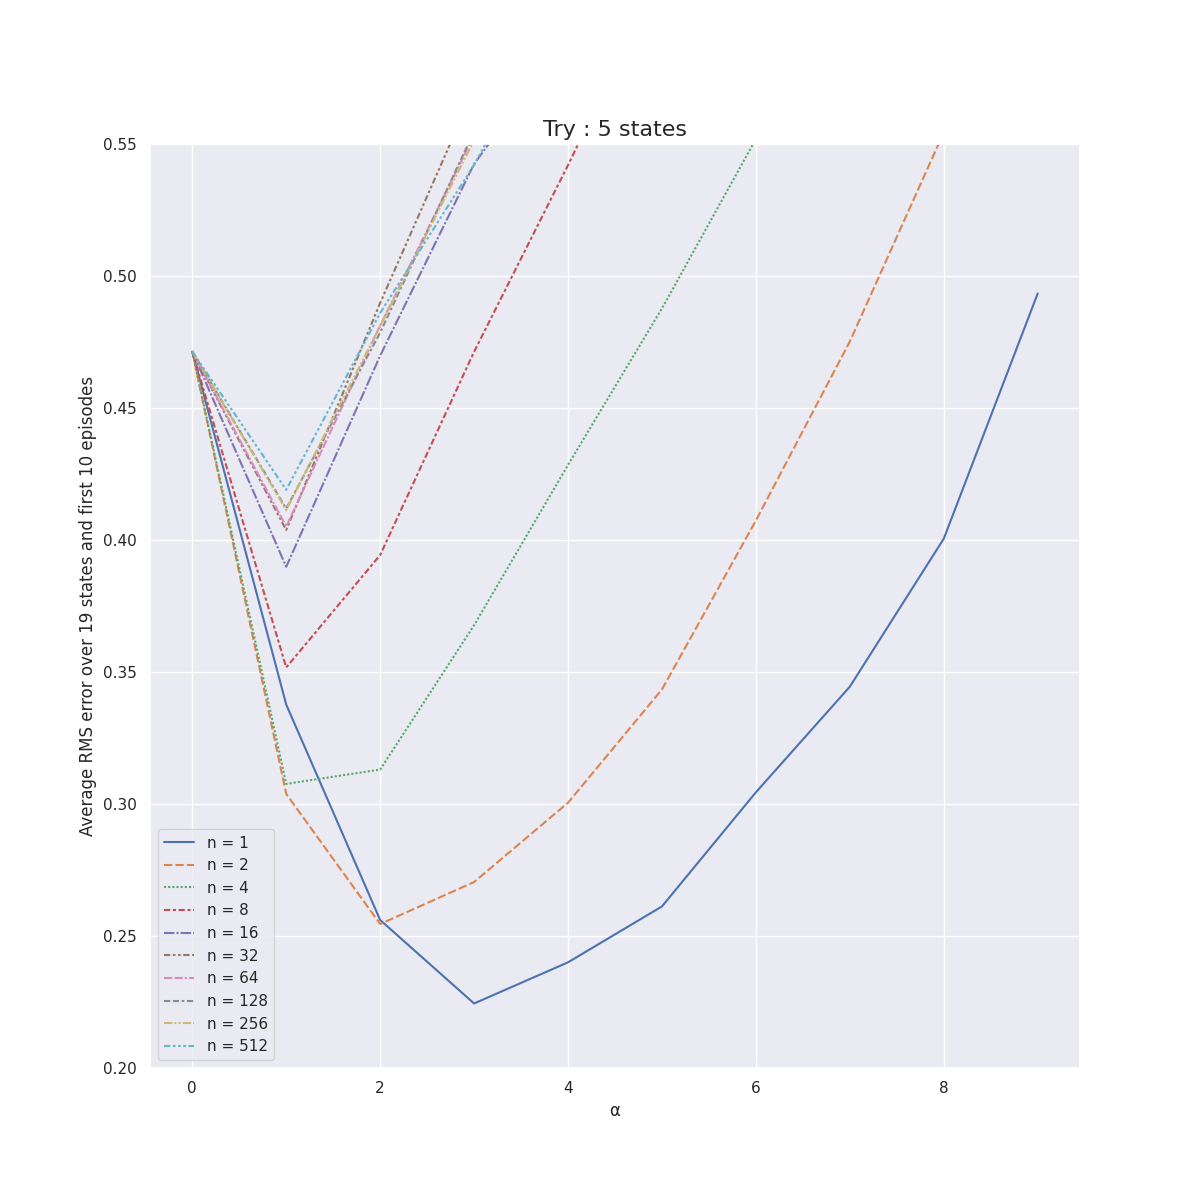 Try : 5 states
Average RMS error over 19 states and first 10 episodes
0.55
0.50
0.45
0.40
0.35
0.30
0.25
0.20
n = 1
n = 2
n = 4
n = 8
n = 16
n = 32
n = 64
n = 128
n = 256
n = 512
0
2
4
6
8
α